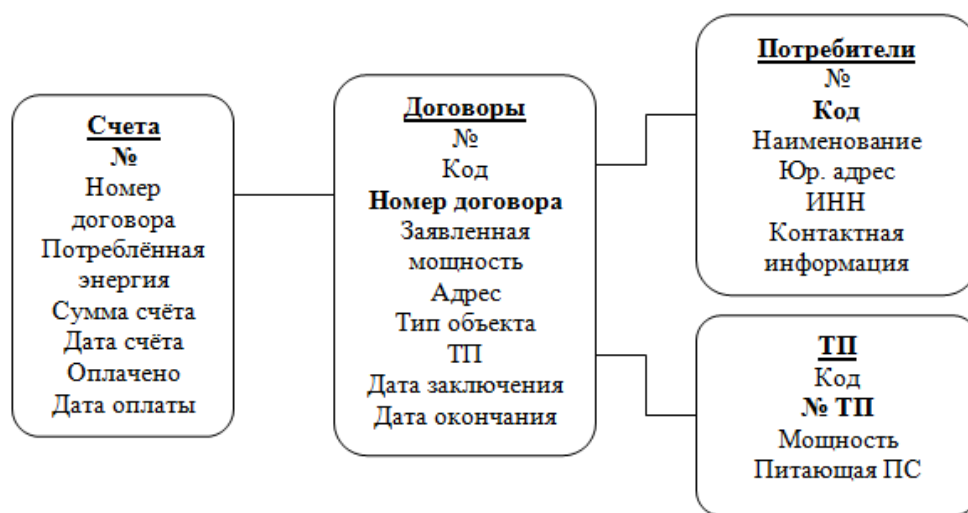 Счета
№
Номер
договора
Потреблённая
энергия
Сумма счёта
Дата счёта
Оплачено
Дата оплаты
Договоры
№
Код
Номер договора
Заявленная
мощность
Адрес
Тип объекта
ТП
Дата заключения
Дата окончания
Потребители
№
Код
Наименование
Юр. адрес
ИНН
Контактная
информация
ТП
Код
№ ТП
Мощность
Питающая ПС